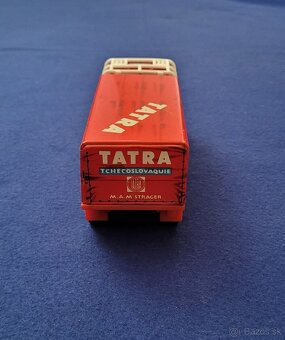 TATRA
TATRA
TCHECOSLOVAQUIE
M.A.M STRAGER
Bazos.sk